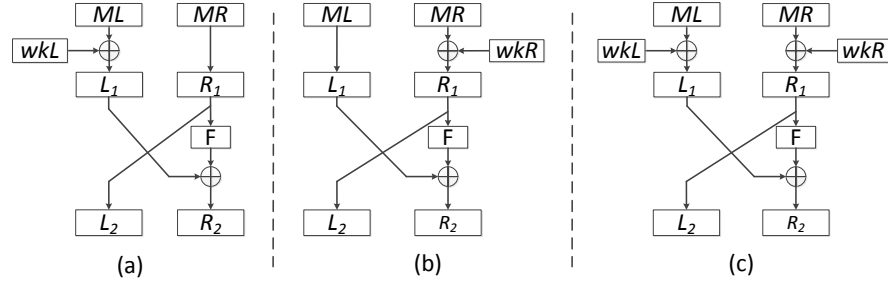 ML MR ML MR ML MR
wkL wkR wkL wkR
L₁ R₁ L₁ R₁ L₁ R₁
F F F
L₂ R₂ L₂ R₂ L₂ R₂
(a) (b) (c)